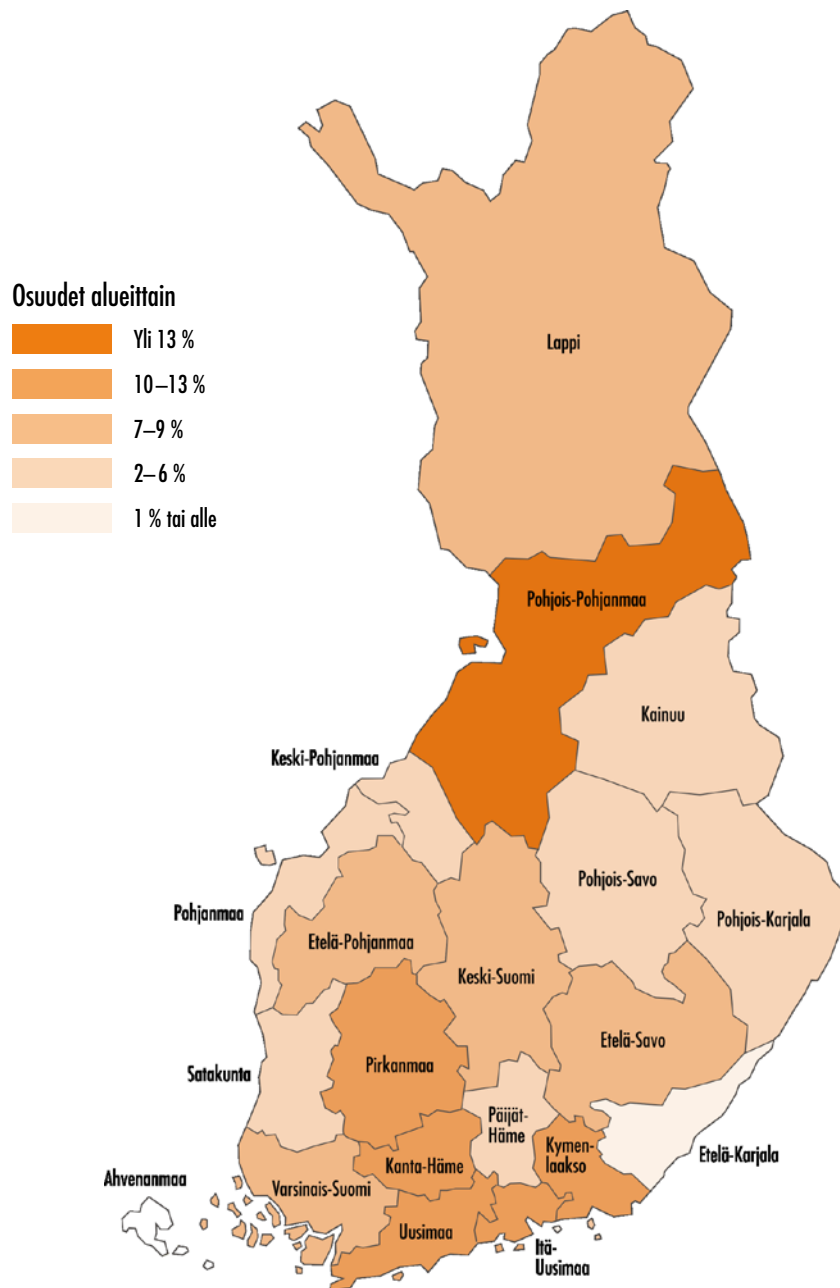 Osuudet alueittain
Yli 13 %
10–13 %
7–9 %
2–6 %
1 % tai alle
Lappi
Pohjois-Pohjanmaa
Kainuu
Keski-Pohjanmaa
Pohjois-Savo
Pohjanmaa
Pohjois-Karjala
Etelä-Pohjanmaa
Keski-Suomi
Etelä-Savo
Pirkanmaa
Satakunta
Päijät-
Häme
Kymen-
laakso
Etelä-Karjala
Kanta-Häme
Ahvenanmaa
Varsinais-Suomi
Uusimaa
Itä-
Uusimaa